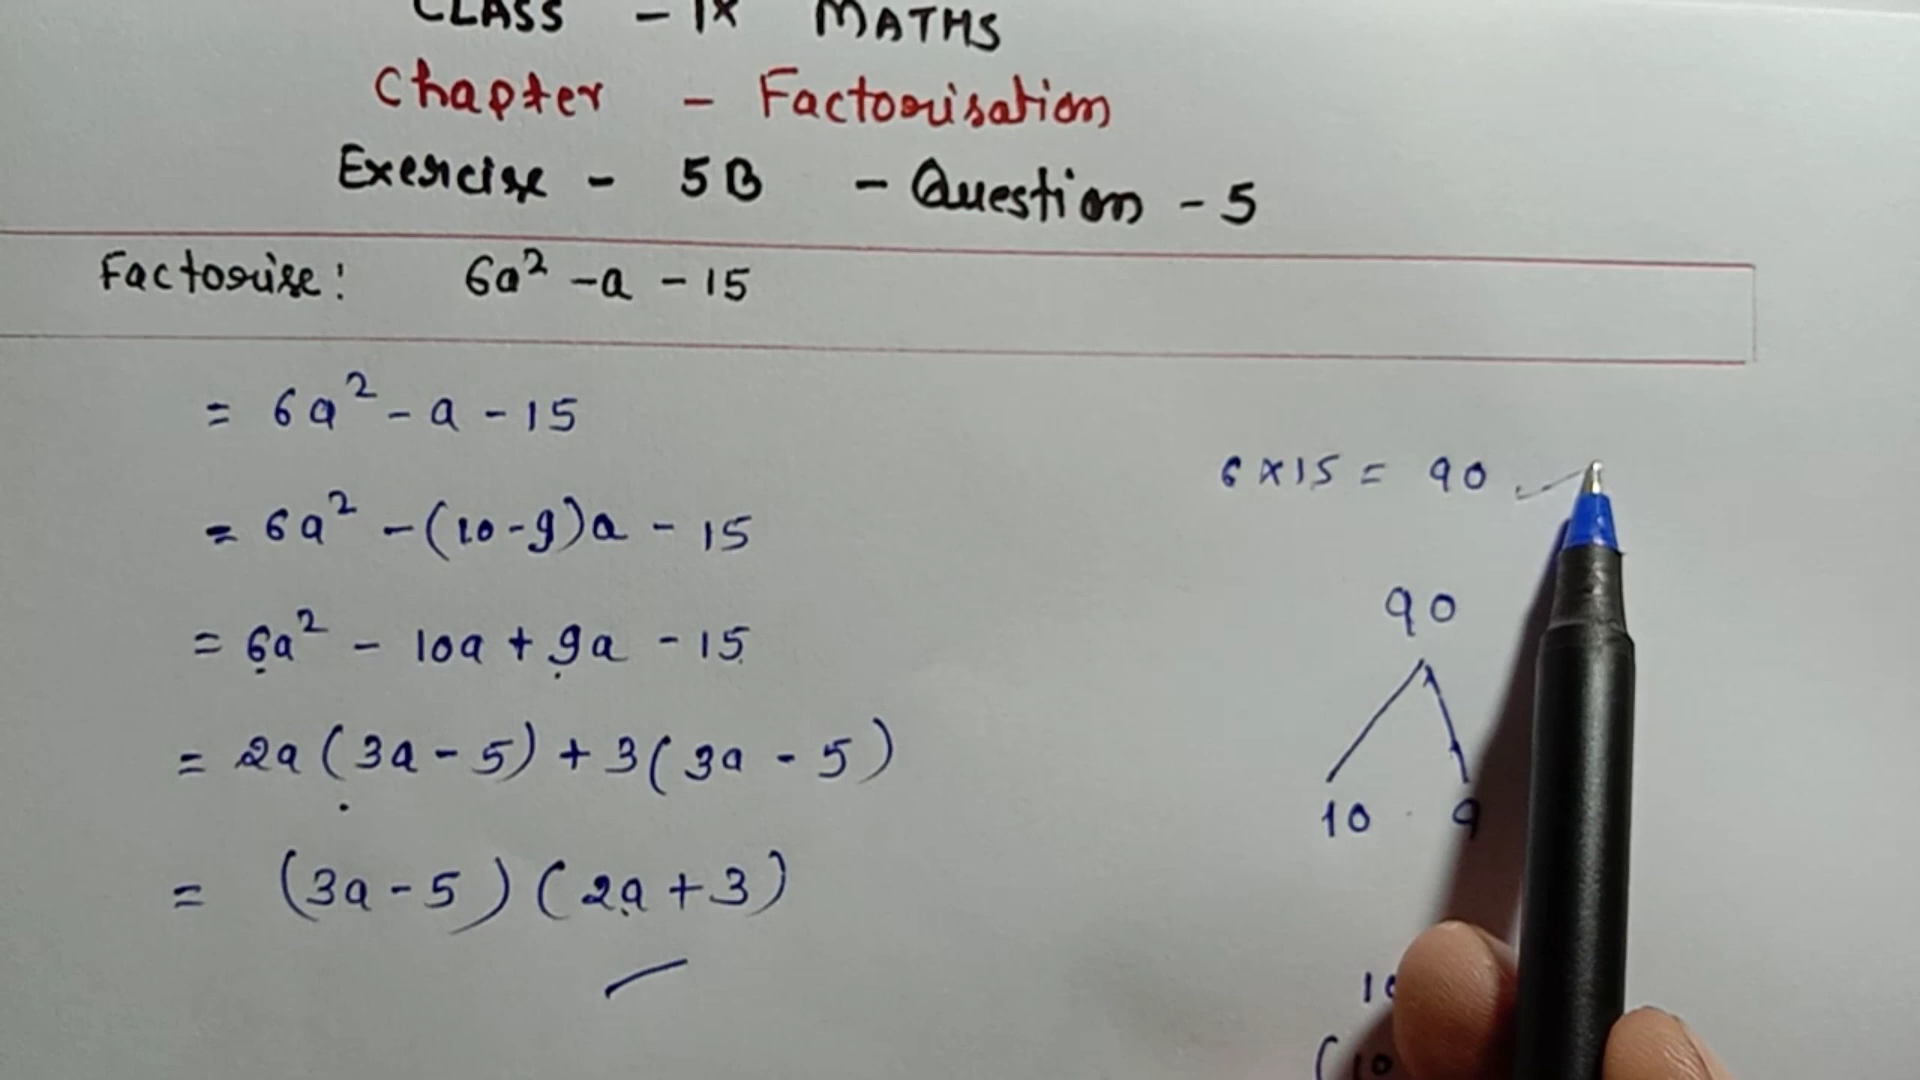 CLASS - IX MATHS
Chapter - Factorisation
Exercise - 5B - Question - 5
Factorise: 6a² - a - 15
= 6a² - a - 15
= 6a² - (10 - 9)a - 15
= 6a² - 10a + 9a - 15
= 2a (3a - 5) + 3 (3a - 5)
= (3a - 5) (2a + 3)
6 × 15 = 90
90
10 9
(10